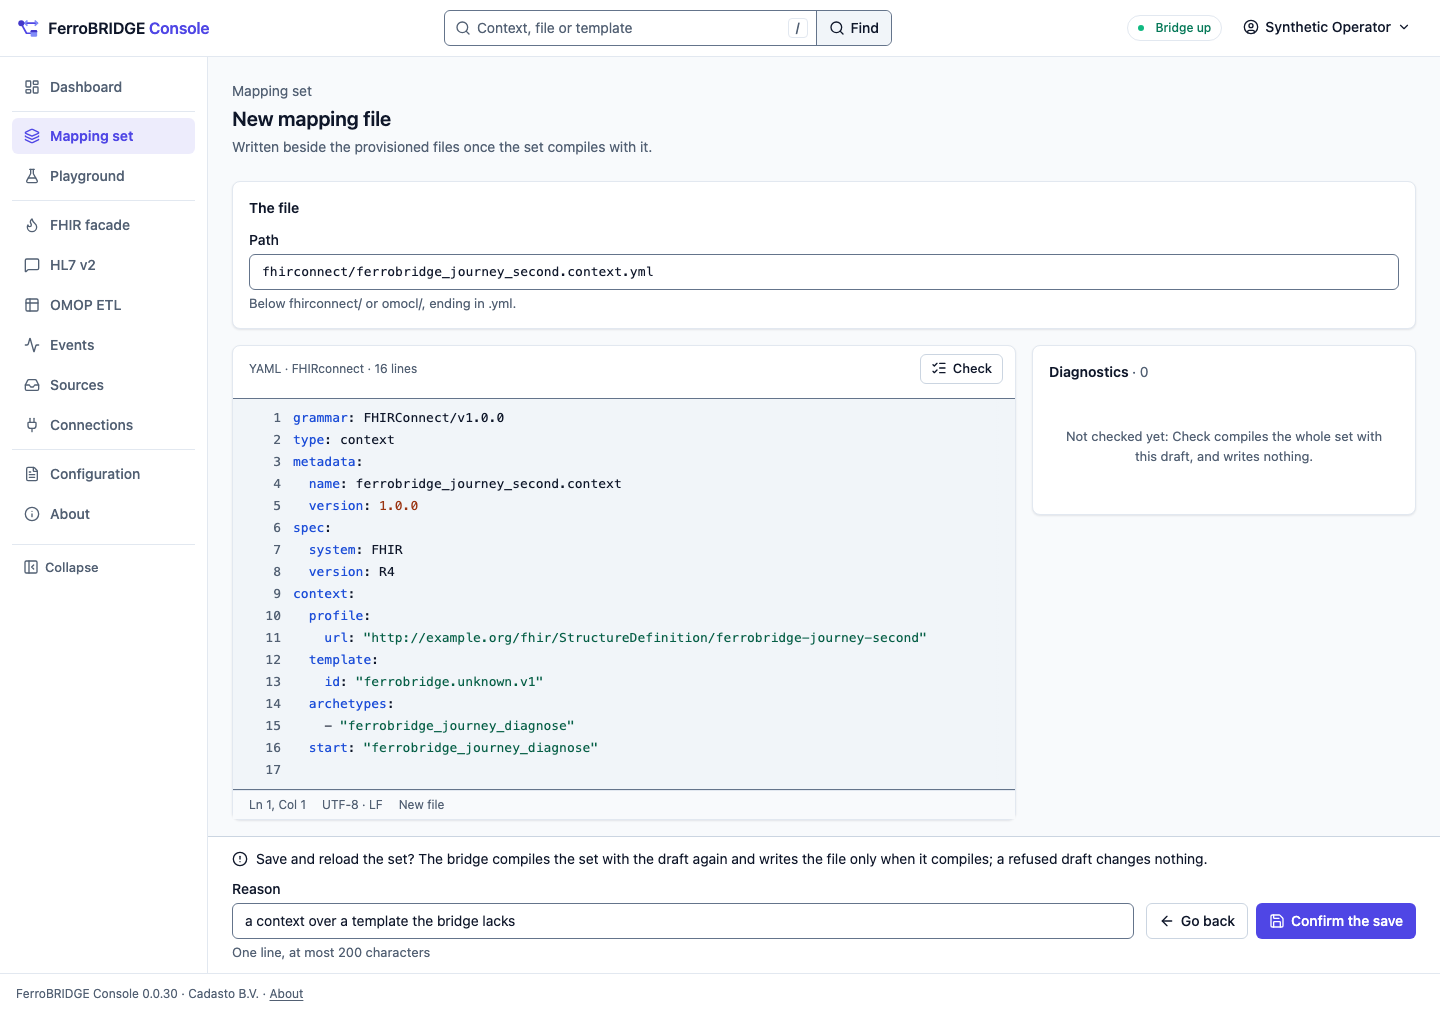 FerroBRIDGE Console
Context, file or template
/
Find
Bridge up
Synthetic Operator
Dashboard
Mapping set
Playground
FHIR facade
HL7 v2
OMOP ETL
Events
Sources
Connections
Configuration
About
Collapse
Mapping set
New mapping file
Written beside the provisioned files once the set compiles with it.
The file
Path
fhirconnect/ferrobridge_journey_second.context.yml
Below fhirconnect/ or omocl/, ending in .yml.
YAML · FHIRconnect · 16 lines
Check
1 grammar: FHIRConnect/v1.0.0
2 type: context
3 metadata:
4 name: ferrobridge_journey_second.context
5 version: 1.0.0
6 spec:
7 system: FHIR
8 version: R4
9 context:
10 profile:
11 url: "http://example.org/fhir/StructureDefinition/ferrobridge-journey-second"
12 template:
13 id: "ferrobridge.unknown.v1"
14 archetypes:
15 - "ferrobridge_journey_diagnose"
16 start: "ferrobridge_journey_diagnose"
17
Ln 1, Col 1 UTF-8 · LF New file
Diagnostics · 0
Not checked yet: Check compiles the whole set with
this draft, and writes nothing.
Save and reload the set? The bridge compiles the set with the draft again and writes the file only when it compiles; a refused draft changes nothing.
Reason
a context over a template the bridge lacks
Go back
Confirm the save
One line, at most 200 characters
FerroBRIDGE Console 0.0.30 · Cadasto B.V. · About